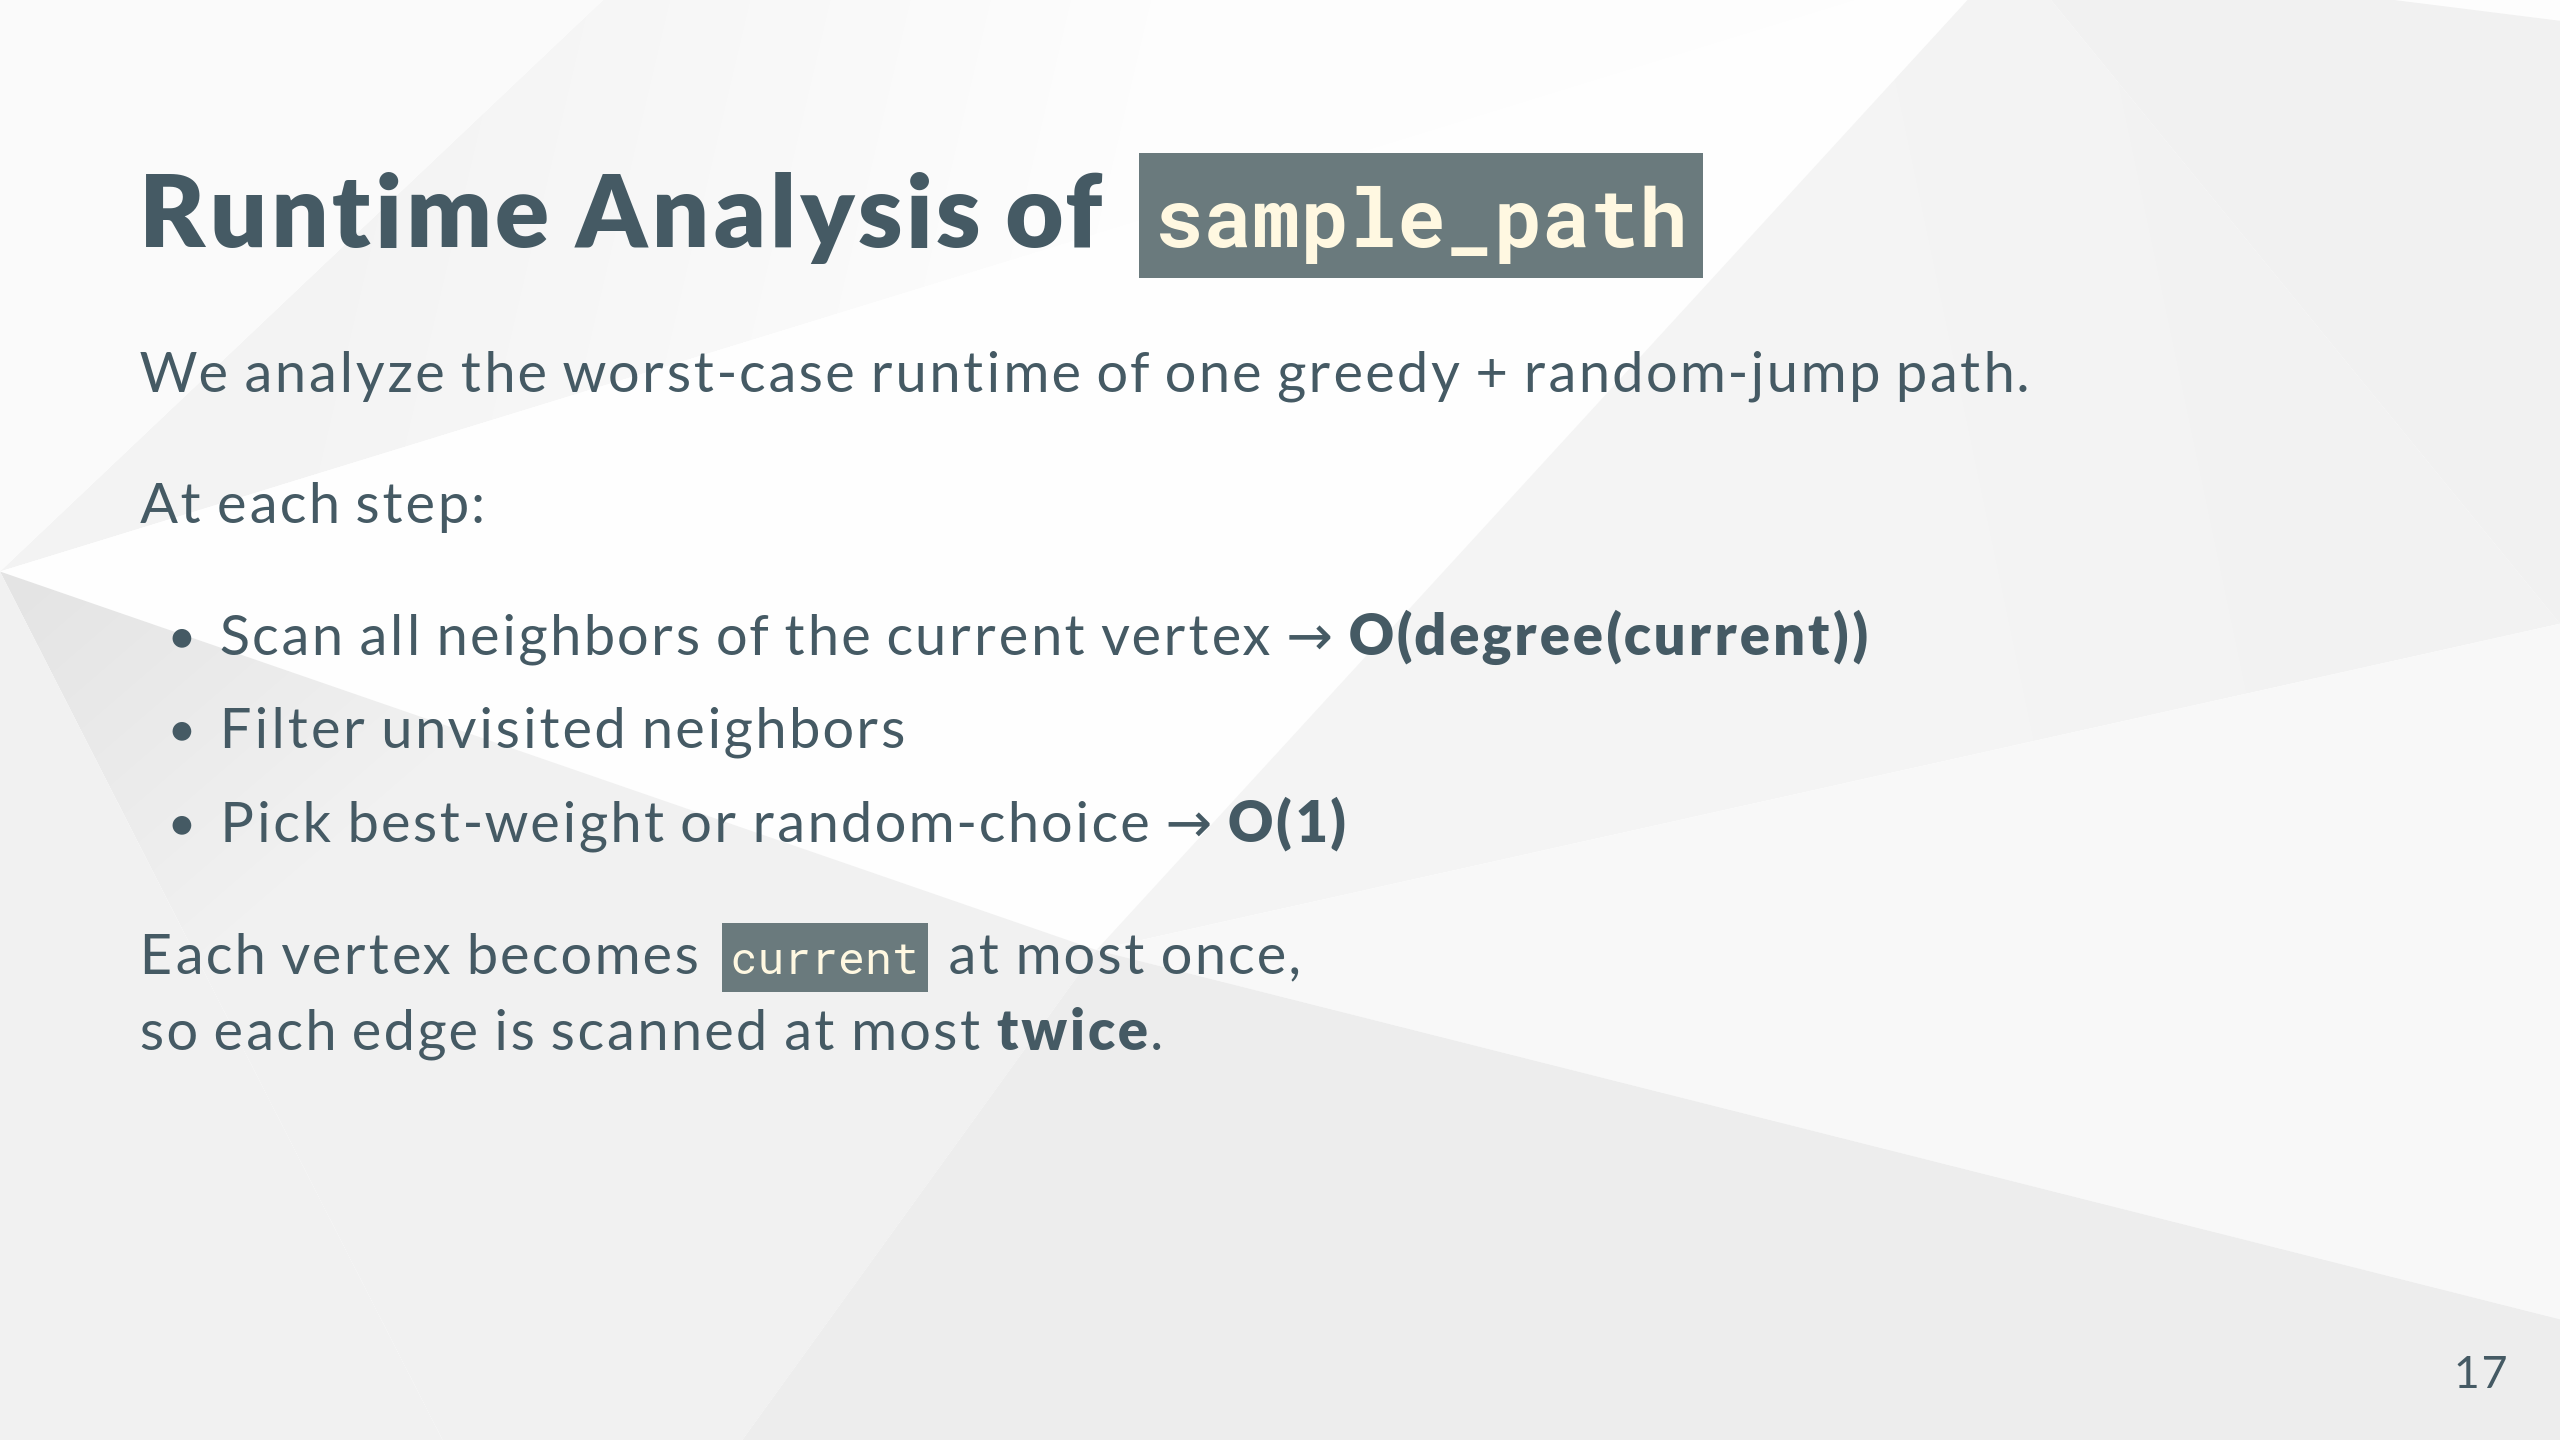 Runtime Analysis of sample_path
We analyze the worst-case runtime of one greedy + random-jump path.
At each step:
• Scan all neighbors of the current vertex → O(degree(current))
• Filter unvisited neighbors
• Pick best-weight or random-choice → O(1)
Each vertex becomes current at most once,
so each edge is scanned at most twice.
17